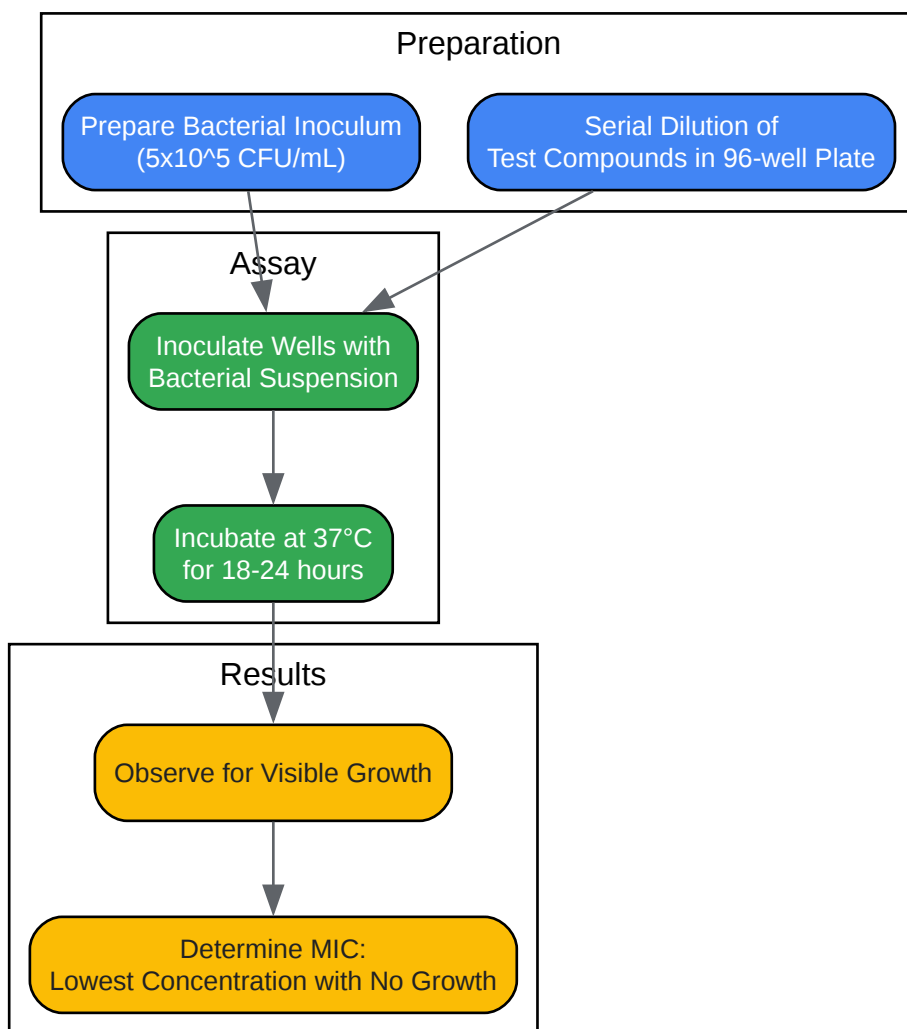 Preparation
Prepare Bacterial Inoculum
(5x10^5 CFU/mL)
Serial Dilution of
Test Compounds in 96-well Plate
Assay
Inoculate Wells with
Bacterial Suspension
Incubate at 37°C
for 18-24 hours
Results
Observe for Visible Growth
Determine MIC:
Lowest Concentration with No Growth